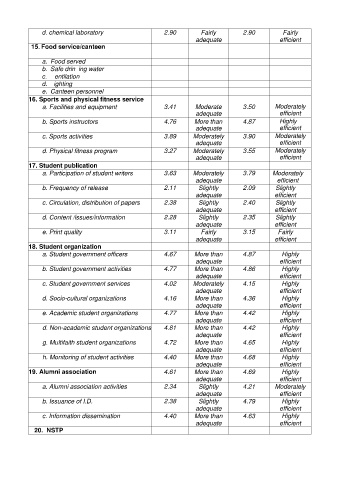 d. chemical laboratory 2.90 Fairly adequate 2.90 Fairly efficient
15. Food service/canteen
a. Food served
b. Safe drin ing water
c. entilation
d. ighting
e. Canteen personnel
16. Sports and physical fitness service
a. Facilities and equipment 3.41 Moderate adequate 3.50 Moderately efficient
b. Sports instructors 4.76 More than adequate 4.87 Highly efficient
c. Sports activities 3.89 Moderately adequate 3.90 Moderately efficient
d. Physical fitness program 3.27 Moderately adequate 3.55 Moderately efficient
17. Student publication
a. Participation of student writers 3.63 Moderately adequate 3.79 Moderately efficient
b. Frequency of release 2.11 Slightly adequate 2.09 Slightly efficient
c. Circulation, distribution of papers 2.38 Slightly adequate 2.40 Slightly efficient
d. Content /issues/information 2.28 Slightly adequate 2.35 Slightly efficient
e. Print quality 3.11 Fairly adequate 3.15 Fairly efficient
18. Student organization
a. Student government officers 4.67 More than adequate 4.87 Highly efficient
b. Student government activities 4.77 More than adequate 4.86 Highly efficient
c. Student government services 4.02 Moderately adequate 4.15 Highly efficient
d. Socio-cultural organizations 4.16 More than adequate 4.36 Highly efficient
e. Academic student organizations 4.77 More than adequate 4.42 Highly efficient
d. Non-academic student organizations 4.81 More than adequate 4.42 Highly efficient
g. Multifaith student organizations 4.72 More than adequate 4.65 Highly efficient
h. Monitoring of student activities 4.40 More than adequate 4.68 Highly efficient
19. Alumni association 4.61 More than adequate 4.69 Highly efficient
a. Alumni association activities 2.34 Slightly adequate 4.21 Moderately efficient
b. Issuance of I.D. 2.38 Slightly adequate 4.79 Highly efficient
c. Information dissemination 4.40 More than adequate 4.63 Highly efficient
20. NSTP